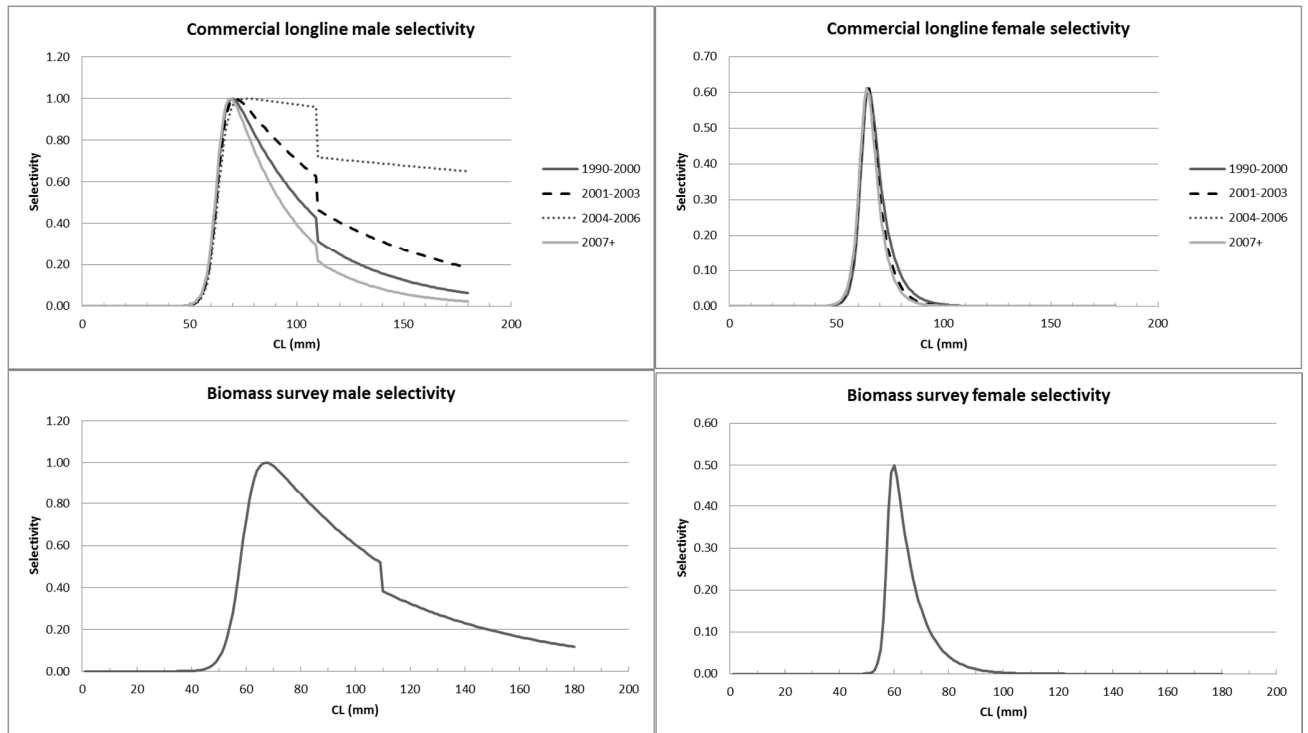 Commercial longline male selectivity
1.20
1.00
0.80
0.60
0.40
0.20
0.00
Selectivity
0 50 100 150 200
CL (mm)
1990-2000
2001-2003
2004-2006
2007+
Commercial longline female selectivity
0.70
0.60
0.50
0.40
0.30
0.20
0.10
0.00
Selectivity
0 50 100 150 200
CL (mm)
1990-2000
2001-2003
2004-2006
2007+
Biomass survey male selectivity
1.20
1.00
0.80
0.60
0.40
0.20
0.00
Selectivity
0 20 40 60 80 100 120 140 160 180 200
CL (mm)
Biomass survey female selectivity
0.60
0.50
0.40
0.30
0.20
0.10
0.00
Selectivity
0 20 40 60 80 100 120 140 160 180 200
CL (mm)